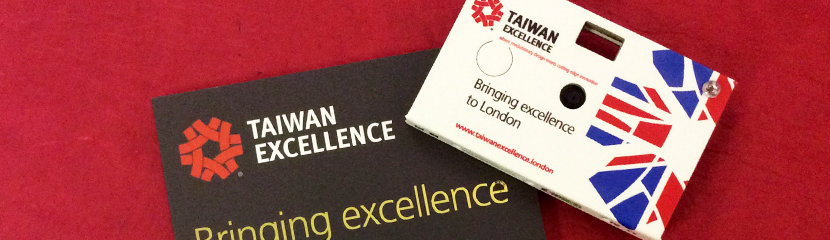 TAIWAN
EXCELLENCE
Bringing excellence
TAIWAN
EXCELLENCE
Bringing excellence
to London
www.taiwanexcellence.london